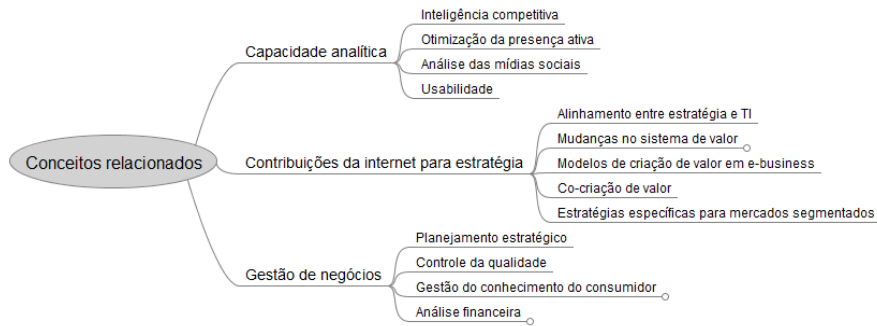 Conceitos relacionados
Capacidade analítica
Inteligência competitiva
Otimização da presença ativa
Análise das mídias sociais
Usabilidade
Contribuições da internet para estratégia
Alinhamento entre estratégia e TI
Mudanças no sistema de valor
Modelos de criação de valor em e-business
Co-criação de valor
Estratégias específicas para mercados segmentados
Gestão de negócios
Planejamento estratégico
Controle da qualidade
Gestão do conhecimento do consumidor
Análise financeira